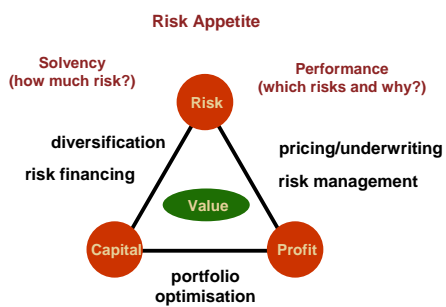 Risk Appetite
Solvency
(how much risk?)
Performance
(which risks and why?)
Risk
diversification
risk financing
pricing/underwriting
risk management
Value
Capital
Profit
portfolio
optimisation